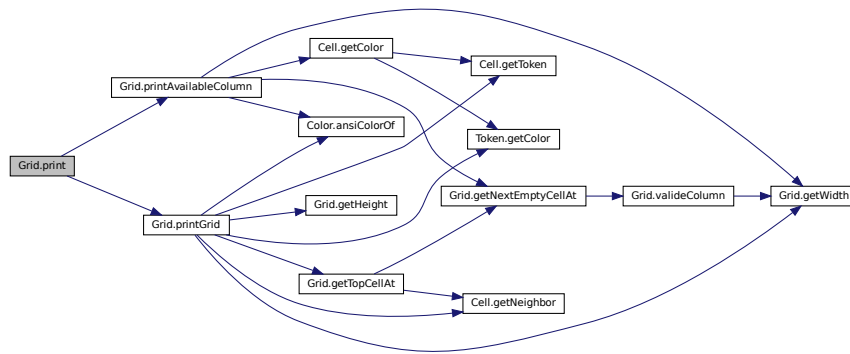 Cell.getColor
Cell.getToken
Grid.printAvailableColumn
Color.ansiColorOf
Token.getColor
Grid.print
Grid.getNextEmptyCellAt
Grid.valideColumn
Grid.getWidth
Grid.getHeight
Grid.printGrid
Grid.getTopCellAt
Cell.getNeighbor